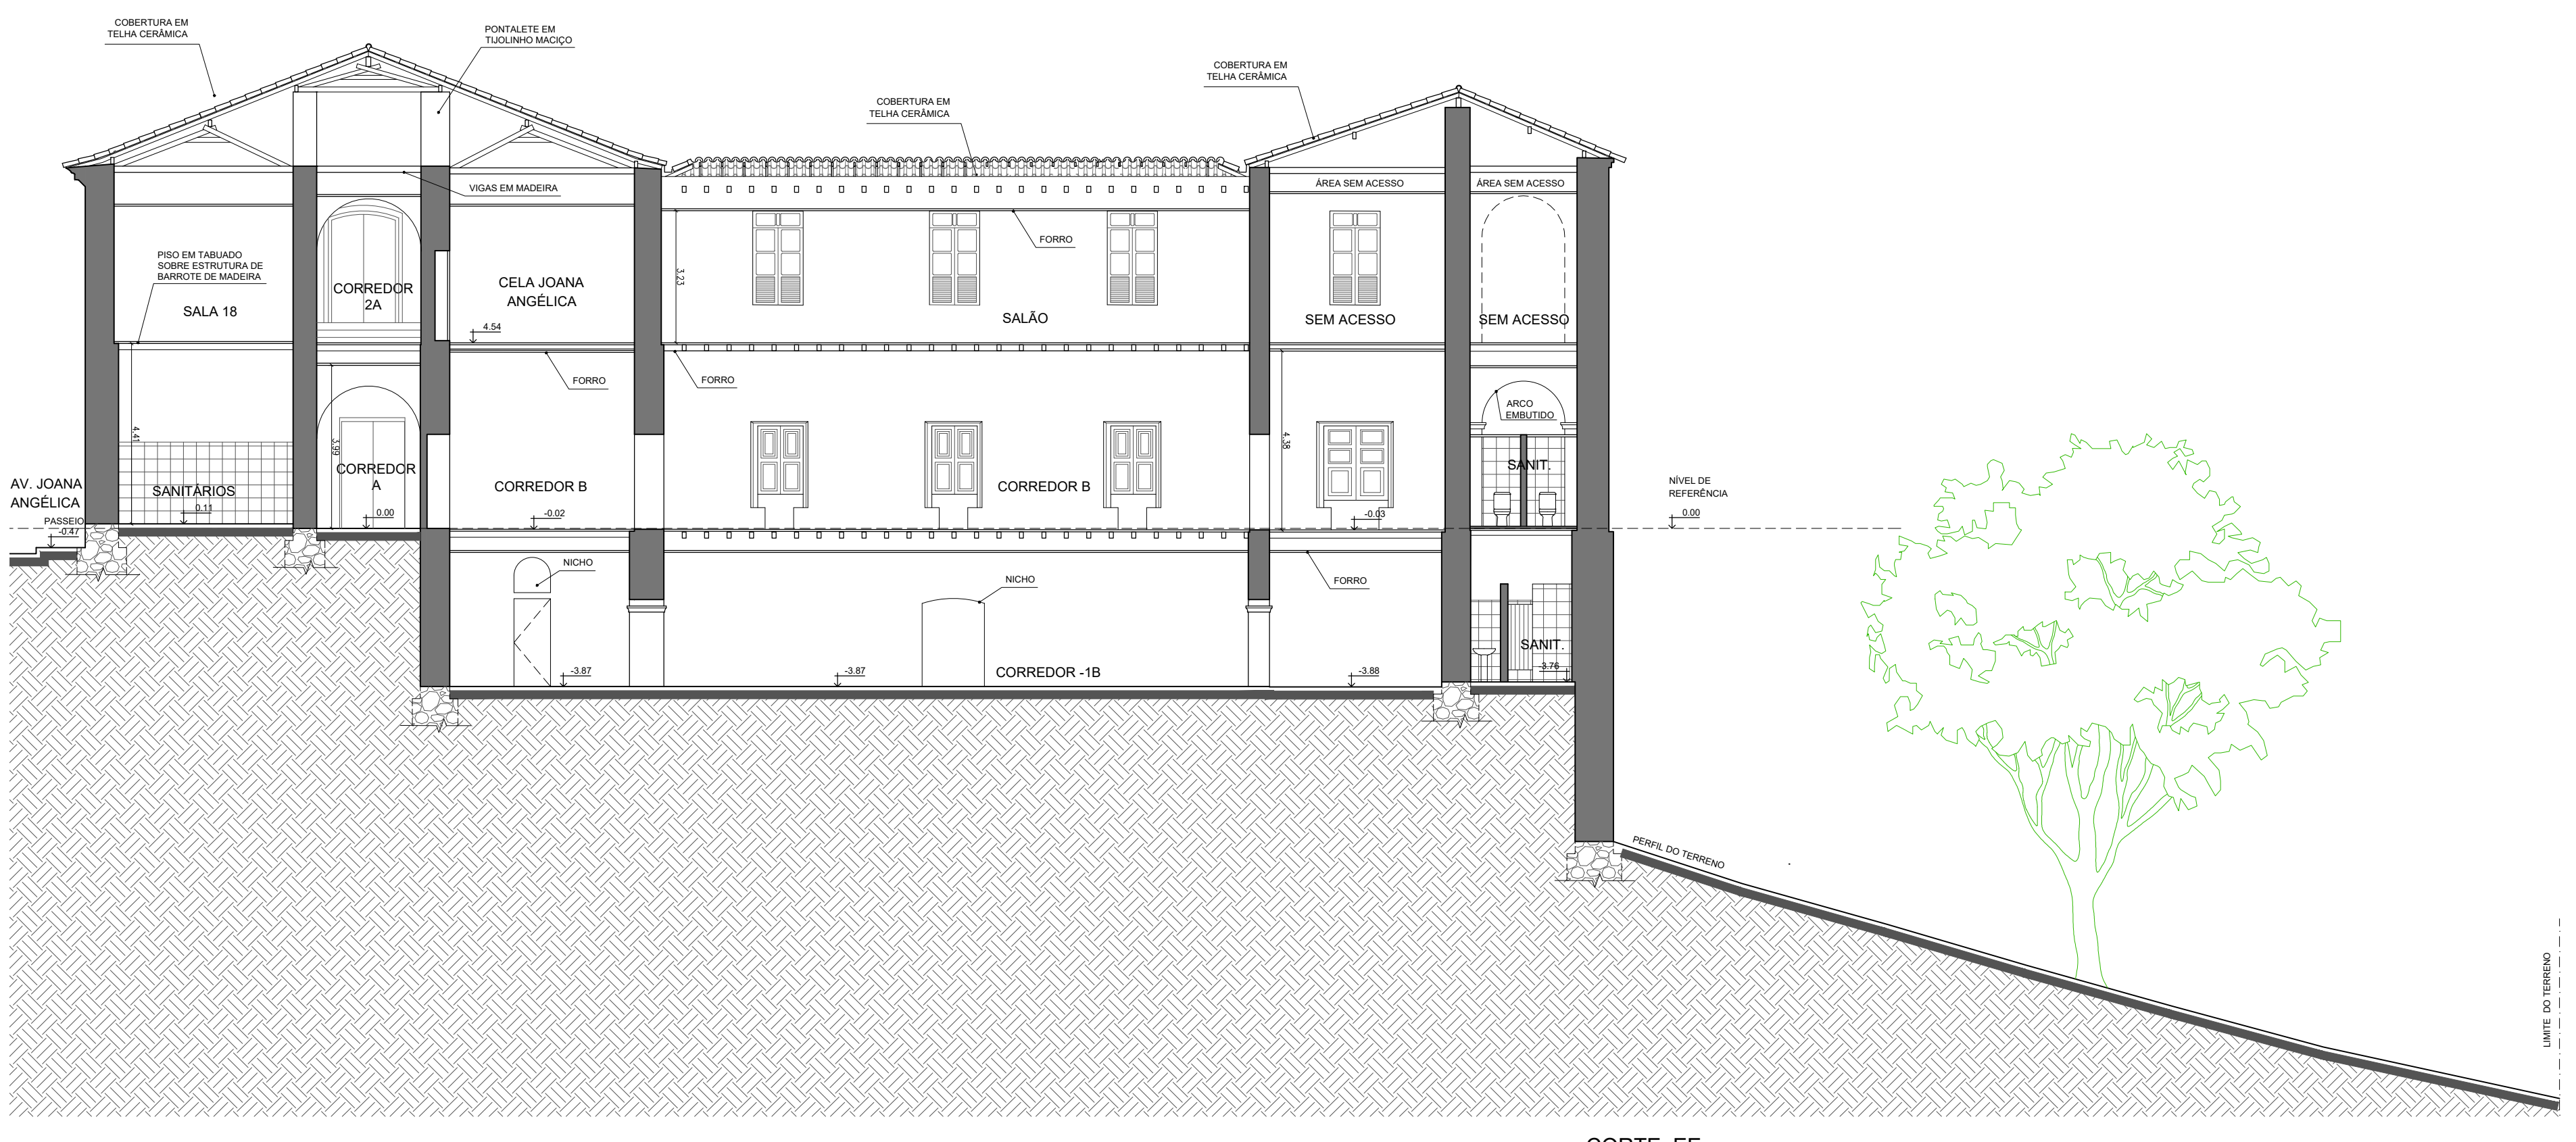 COBERTURA EM
TELHA CERÂMICA
PONTALETE EM
TIJOLINHO MACIÇO
COBERTURA EM
TELHA CERÂMICA
COBERTURA EM
TELHA CERÂMICA
VIGAS EM MADEIRA
ÁREA SEM ACESSO
ÁREA SEM ACESSO
FORRO
PISO EM TABUADO
SOBRE ESTRUTURA DE
BARROTE DE MADEIRA
SALA 18
CORREDOR
2A
CELA JOANA
ANGÉLICA
4.54
3.23
SALÃO
SEM ACESSO
SEM ACESSO
FORRO
FORRO
ARCO
EMBUTIDO
4.41
3.99
4.38
AV. JOANA
ANGÉLICA
PASSEIO
-0.47
SANITÁRIOS
0.11
CORREDOR
A
0.00
CORREDOR B
-0.02
CORREDOR B
-0.03
SANIT.
NÍVEL DE
REFERÊNCIA
0.00
NICHO
NICHO
FORRO
-3.87
-3.87
CORREDOR -1B
-3.88
SANIT.
-3.76
PERFIL DO TERRENO
LIMITE DO TERRENO